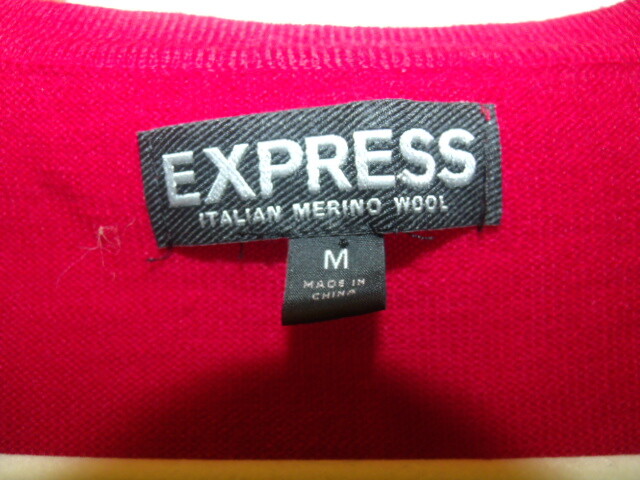 EXPRESS
ITALIAN MERINO WOOL
M
MADE IN
CHINA